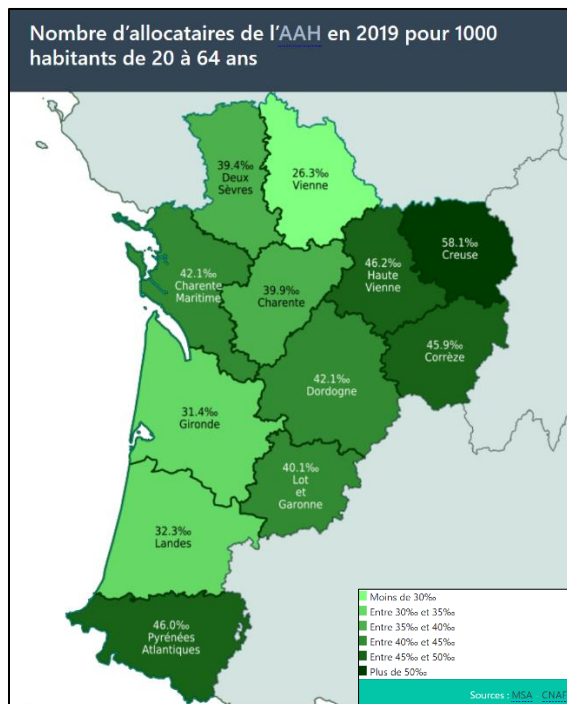 Nombre d'allocataires de l'AAH en 2019 pour 1000
habitants de 20 à 64 ans
39.4‰
Deux
Sèvres
26.3‰
Vienne
58.1‰
Creuse
46.2‰
Haute
Vienne
42.1‰
Charente
Maritime
39.9‰
Charente
45.9‰
Corrèze
42.1‰
Dordogne
31.4‰
Gironde
40.1‰
Lot
et
Garonne
32.3‰
Landes
46.0‰
Pyrénées
Atlantiques
Moins de 30‰
Entre 30‰ et 35‰
Entre 35‰ et 40‰
Entre 40‰ et 45‰
Entre 45‰ et 50‰
Plus de 50‰
Sources : MSA CNAF